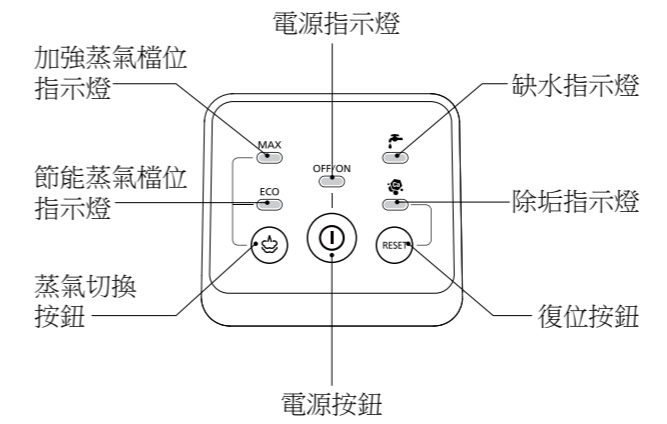 電源指示燈
加強蒸氣檔位
指示燈
缺水指示燈
MAX
OFF/ON
節能蒸氣檔位
指示燈
ECO
除垢指示燈
RESET
蒸氣切換
按鈕
復位按鈕
電源按鈕